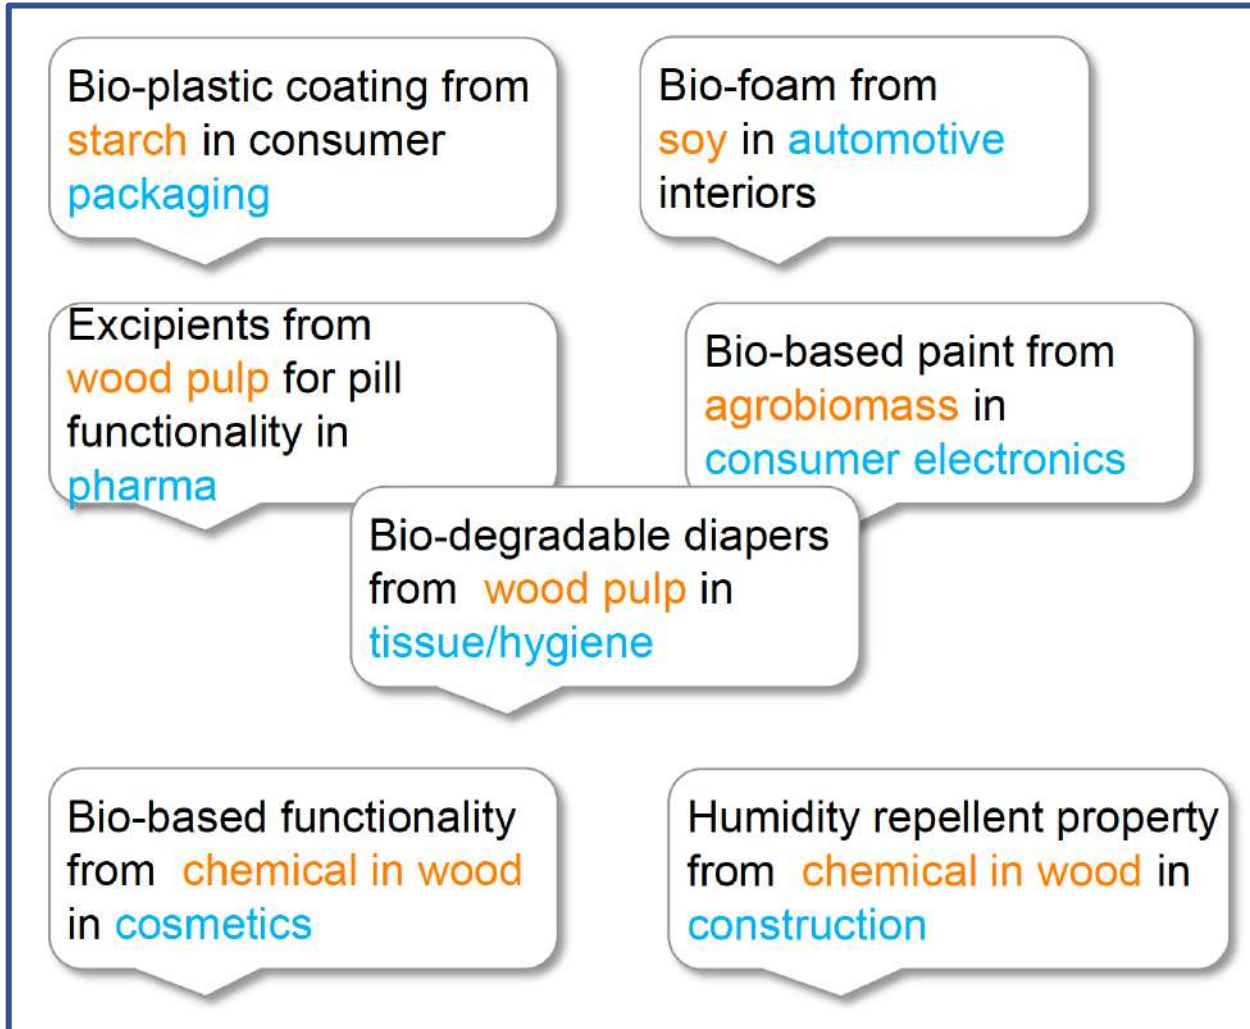 Bio-plastic coating from
starch in consumer
packaging
Bio-foam from
soy in automotive
interiors
Excipients from
wood pulp for pill
functionality in
pharma
Bio-based paint from
agrobiomass in
consumer electronics
Bio-degradable diapers
from wood pulp in
tissue/hygiene
Bio-based functionality
from chemical in wood
in cosmetics
Humidity repellent property
from chemical in wood in
construction